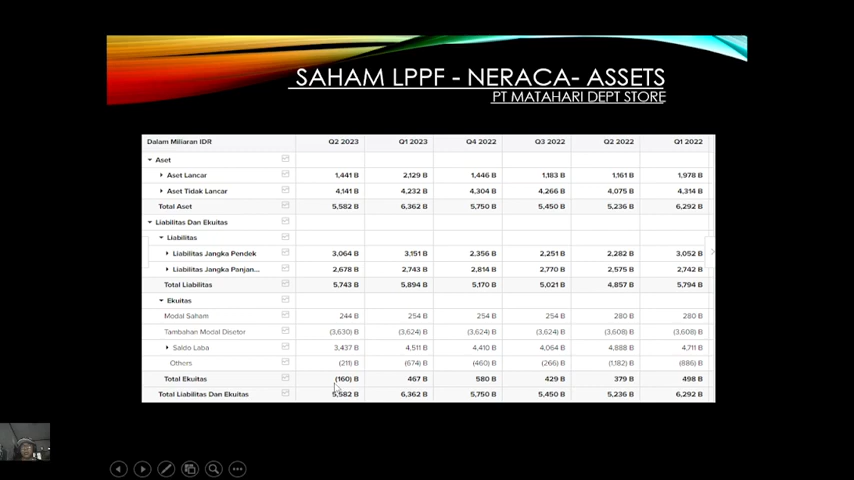 SAHAM LPPF - NERACA- ASSETS
PT MATAHARI DEPT STORE
Dalam Miliaran IDR Q2 2023 Q1 2023 Q4 2022 Q3 2022 Q2 2022 Q1 2022
Aset
Aset Lancar 1,441 B 2,129 B 1,446 B 1,183 B 1,161 B 1,978 B
Aset Tidak Lancar 4,141 B 4,232 B 4,304 B 4,266 B 4,075 B 4,314 B
Total Aset 5,582 B 6,362 B 5,750 B 5,450 B 5,236 B 6,292 B
Liabilitas Dan Ekuitas
Liabilitas
Liabilitas Jangka Pendek 3,064 B 3,151 B 2,356 B 2,251 B 2,282 B 3,052 B
Liabilitas Jangka Panjan... 2,678 B 2,743 B 2,814 B 2,770 B 2,575 B 2,742 B
Total Liabilitas 5,743 B 5,894 B 5,170 B 5,021 B 4,857 B 5,794 B
Ekuitas
Modal Saham 244 B 254 B 254 B 254 B 280 B 280 B
Tambahan Modal Disetor (3,630) B (3,624) B (3,624) B (3,624) B (3,608) B (3,608) B
Saldo Laba 3,437 B 4,511 B 4,410 B 4,064 B 4,888 B 4,711 B
Others (211) B (674) B (460) B (266) B (1,182) B (886) B
Total Ekuitas (160) B 467 B 580 B 429 B 379 B 498 B
Total Liabilitas Dan Ekuitas 5,582 B 6,362 B 5,750 B 5,450 B 5,236 B 6,292 B